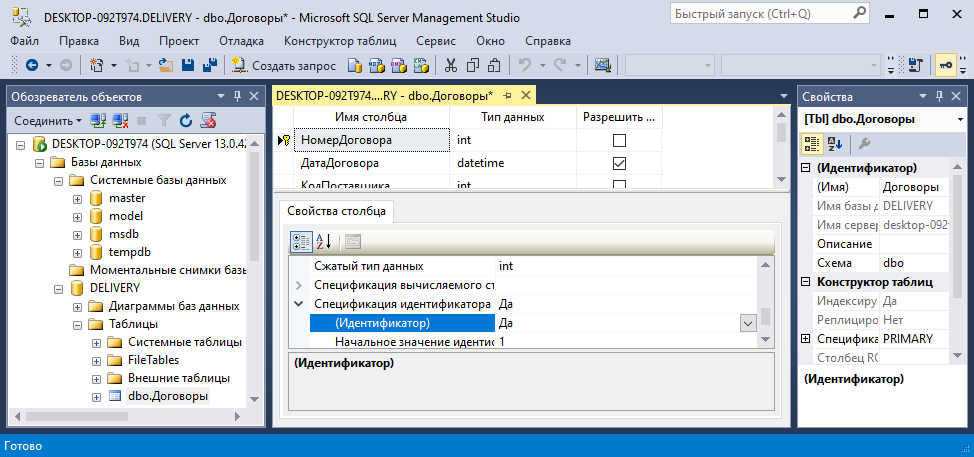 DESKTOP-092T974.DELIVERY - dbo.Договоры* - Microsoft SQL Server Management Studio
Быстрый запуск (Ctrl+Q)
Файл Правка Вид Проект Отладка Конструктор таблиц Сервис Окно Справка
Создать запрос
Обозреватель объектов
Соединить
DESKTOP-092T974 (SQL Server 13.0.42
Базы данных
Системные базы данных
master
model
msdb
tempdb
Моментальные снимки базы
DELIVERY
Диаграммы баз данных
Таблицы
Системные таблицы
FileTables
Внешние таблицы
dbo.Договоры
DESKTOP-092T974....RY - dbo.Договоры*
Имя столбца Тип данных Разрешить ...
НомерДоговора int
ДатаДоговора datetime
КодПоставщика int
Свойства столбца
Сжатый тип данных int
Спецификация вычисляемого ст
Спецификация идентификатора Да
(Идентификатор) Да
Начальное значение иденти 1
(Идентификатор)
Свойства
[Tbl] dbo.Договоры
(Идентификатор)
(Имя) Договоры
Имя базы д DELIVERY
Имя сервер desktop-092
Описание
Схема dbo
Конструктор таблиц
Индексиру Да
Реплициро Нет
Специфика PRIMARY
Столбец RO
(Идентификатор)
Готово